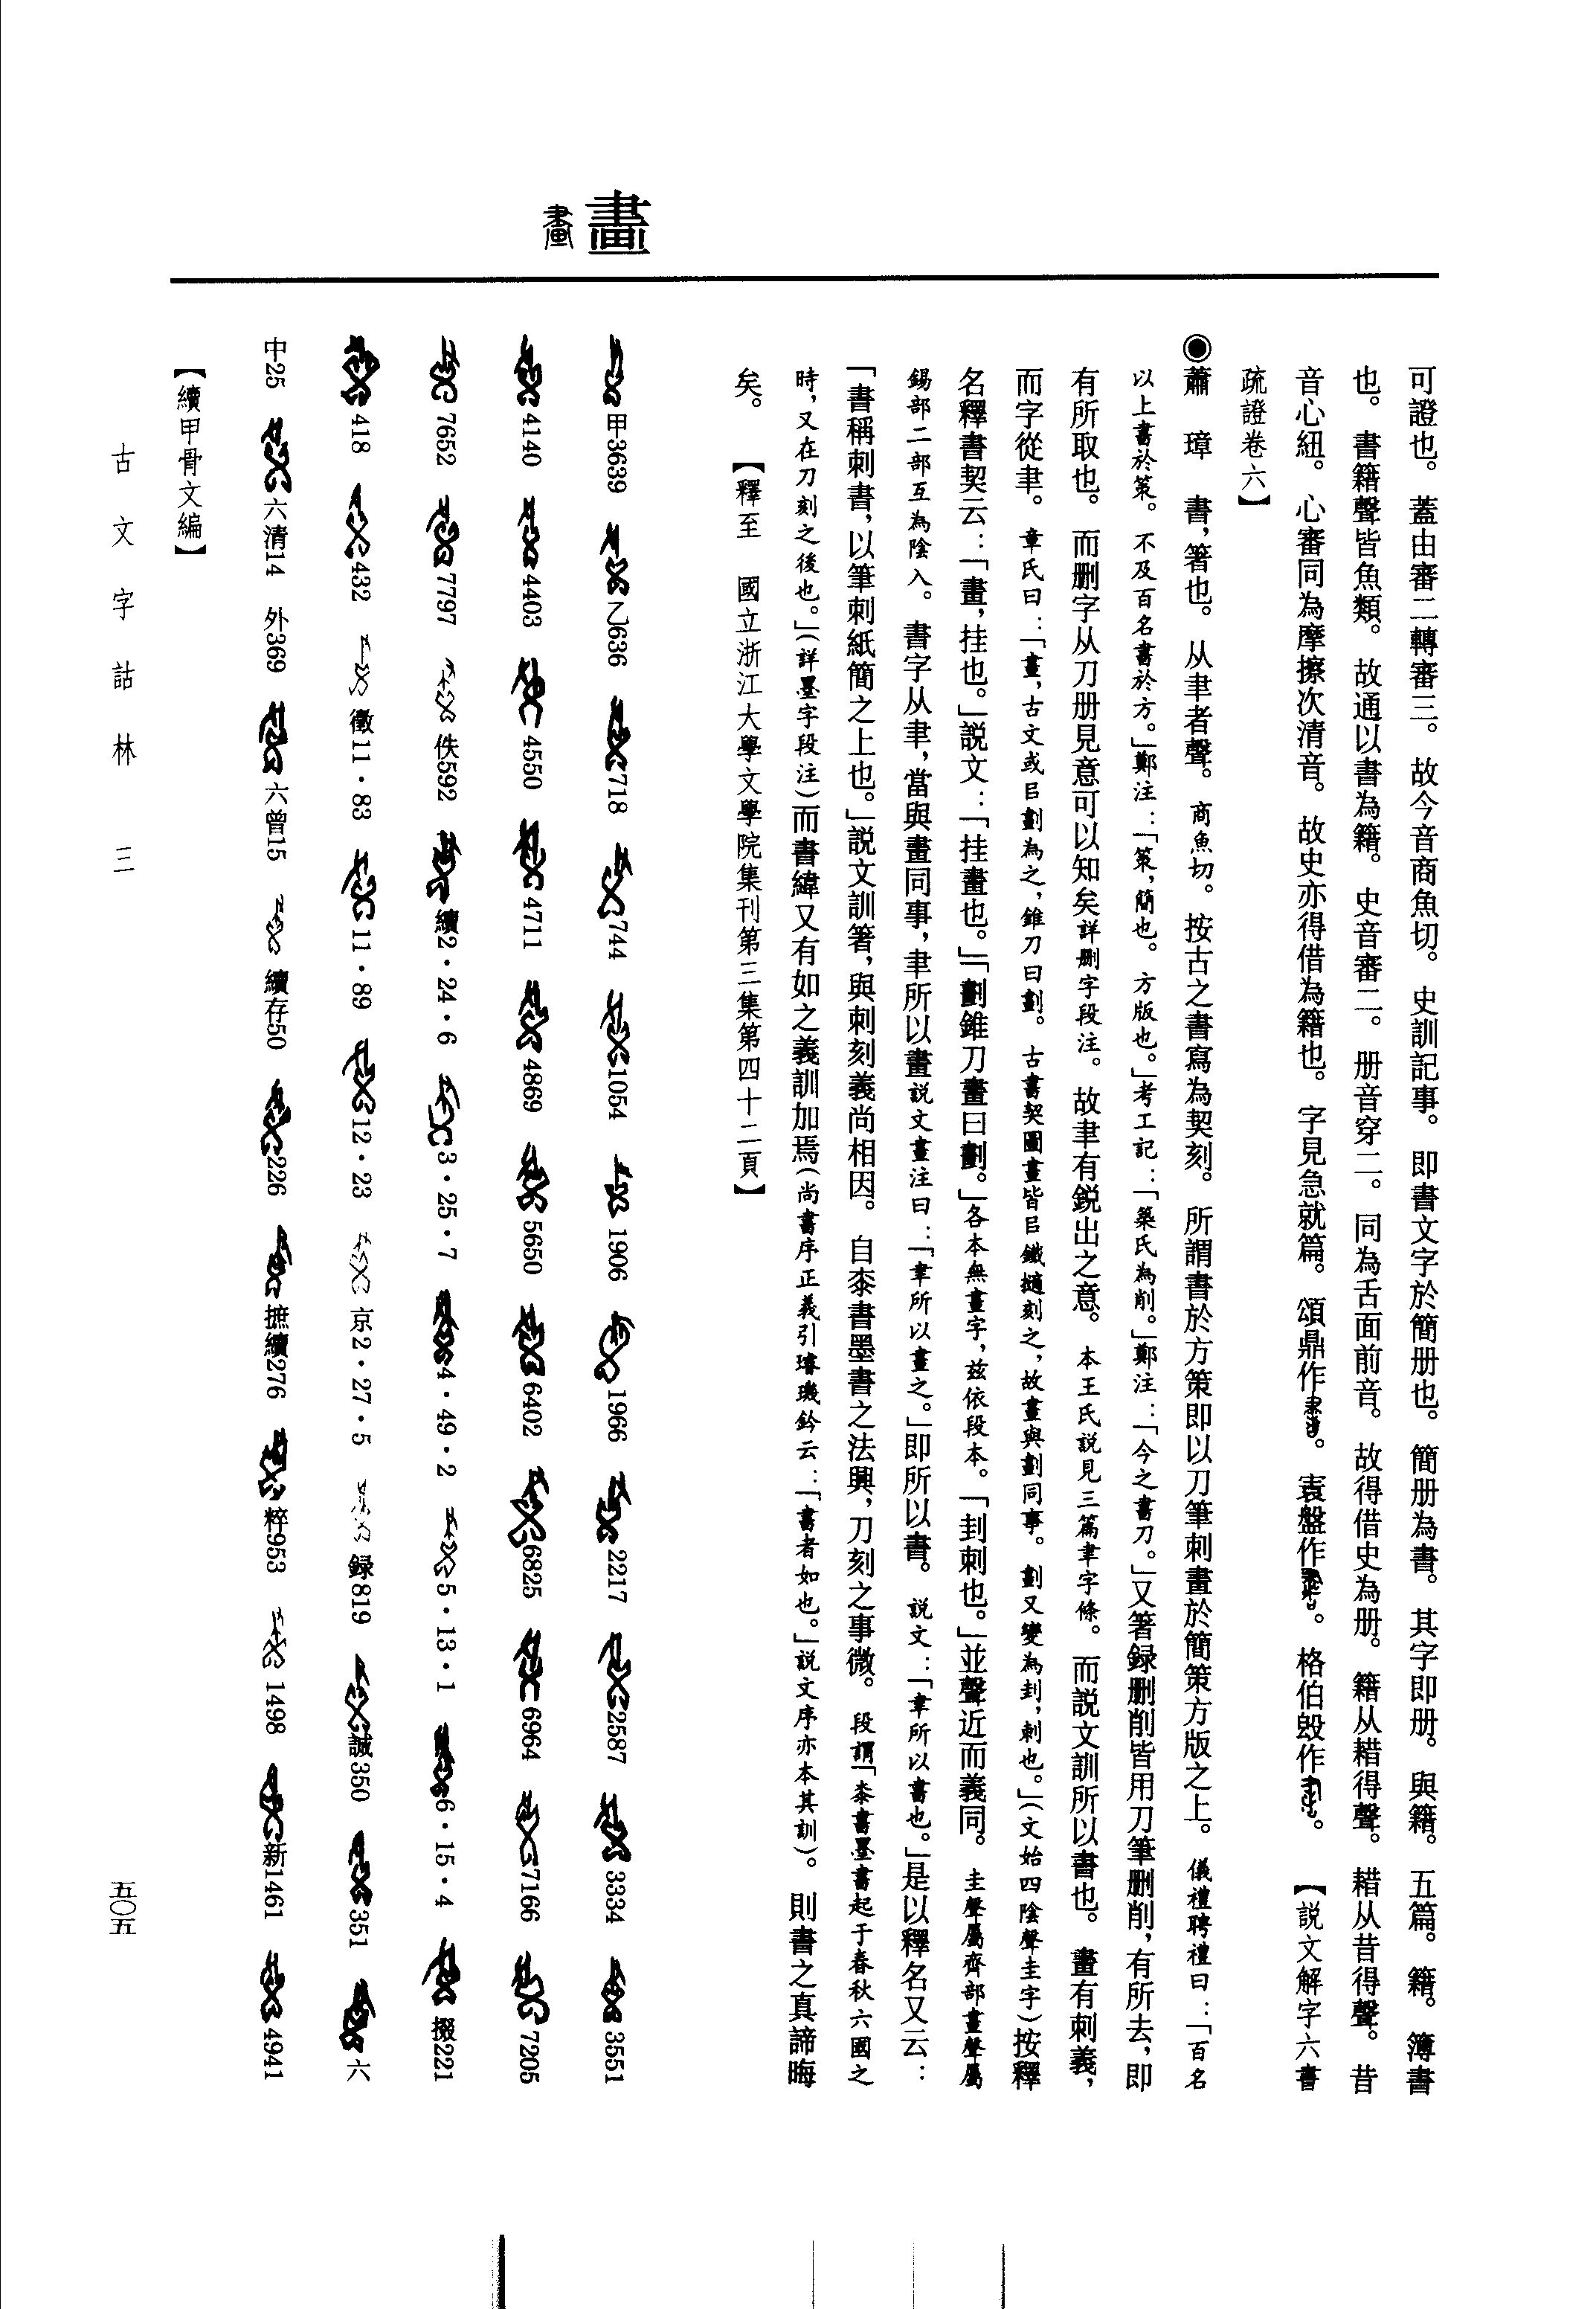 畫
可證也。蓋由審二轉審三。故今音商魚切。史訓記事。即書文字於簡册也。簡册為書。其字即册。與籍。五篇。籍。簿書
也。書籍聲皆魚類。故通以書為籍。史音審二。册音穿二。同為舌面前音。故得借史為册。籍从耤得聲。耤从昔得聲。昔
音心紐。心審同為摩擦次清音。故史亦得借為籍也。字見急就篇。頌鼎作。寰盤作。格伯𣪘作。【説文解字六書
疏證卷六】
◉蕭　璋　書,箸也。从聿者聲。商魚切。按古之書寫為契刻。所謂書於方策即以刀筆刺畫於簡策方版之上。儀禮聘禮曰:「百名
以上書於策。不及百名書於方。」鄭注:「策,簡也。方版也。」考工記:「築氏為削。」鄭注:「今之書刀。」又箸録删削皆用刀筆删削,有所去,即
有所取也。而删字从刀册見意可以知矣詳删字段注。故聿有鋭出之意。本王氏説見三篇聿字條。而説文訓所以書也。畫有刺義,
而字從聿。章氏曰:「畫,古文或㠯劃為之,錐刀曰劃。古書契圖畫皆㠯鐵刻之,故畫與劃同事。劃又變為刲,刺也。」(文始四陰聲圭字)按釋
名釋書契云:「畫,挂也。」説文:「挂畫也。」「劃錐刀畫曰劃。」各本無畫字,兹依段本。「刲刺也。」並聲近而義同。圭聲屬齊部畫聲屬
錫部二部互為陰入。書字从聿,當與畫同事,聿所以畫説文畫注曰:「聿所以畫之。」即所以書。説文:「聿所以書也。」是以釋名又云:
「書稱刺書,以筆刺紙簡之上也。」説文訓箸,與刺刻義尚相因。自桼書墨書之法興,刀刻之事微。段謂「桼書墨書起于春秋六國之
時,又在刀刻之後也。」(詳墨字段注)而書緯又有如之義訓加焉(尚書序正義引璿璣鈐云:「書者如也。」説文序亦本其訓)。則書之真諦晦
矣。【釋至　國立浙江大學文學院集刊第三集第四十二頁】
甲3639 乙636 718 744 1054 1906 1966 2217 2587 3334 3551
4140 4403 4550 4711 4869 5650 6402 6825 6964 7166 7205
7652 7797 佚592 續2・24・6 3・25・7 4・49・2 5・13・1 6・15・4 掇221
418 432 徵11・83 11・89 12・23 京2・27・5 録819 誠350 351 六
中25 六清14 外369 六曾15 續存50 226 摭續276 粹953 1498 新1461 4941
【續甲骨文編】
古文字詁林　三
五〇五